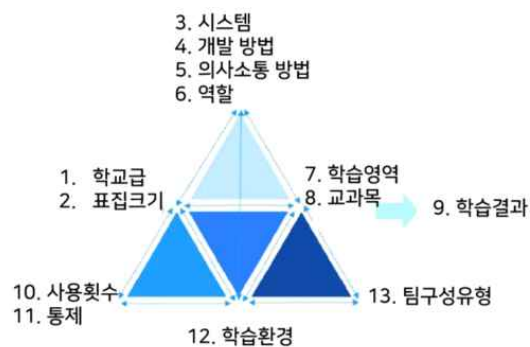 3. 시스템
4. 개발 방법
5. 의사소통 방법
6. 역할
1. 학교급
2. 표집크기
7. 학습영역
8. 교과목
9. 학습결과
10. 사용횟수
11. 통제
12. 학습환경
13. 팀구성유형